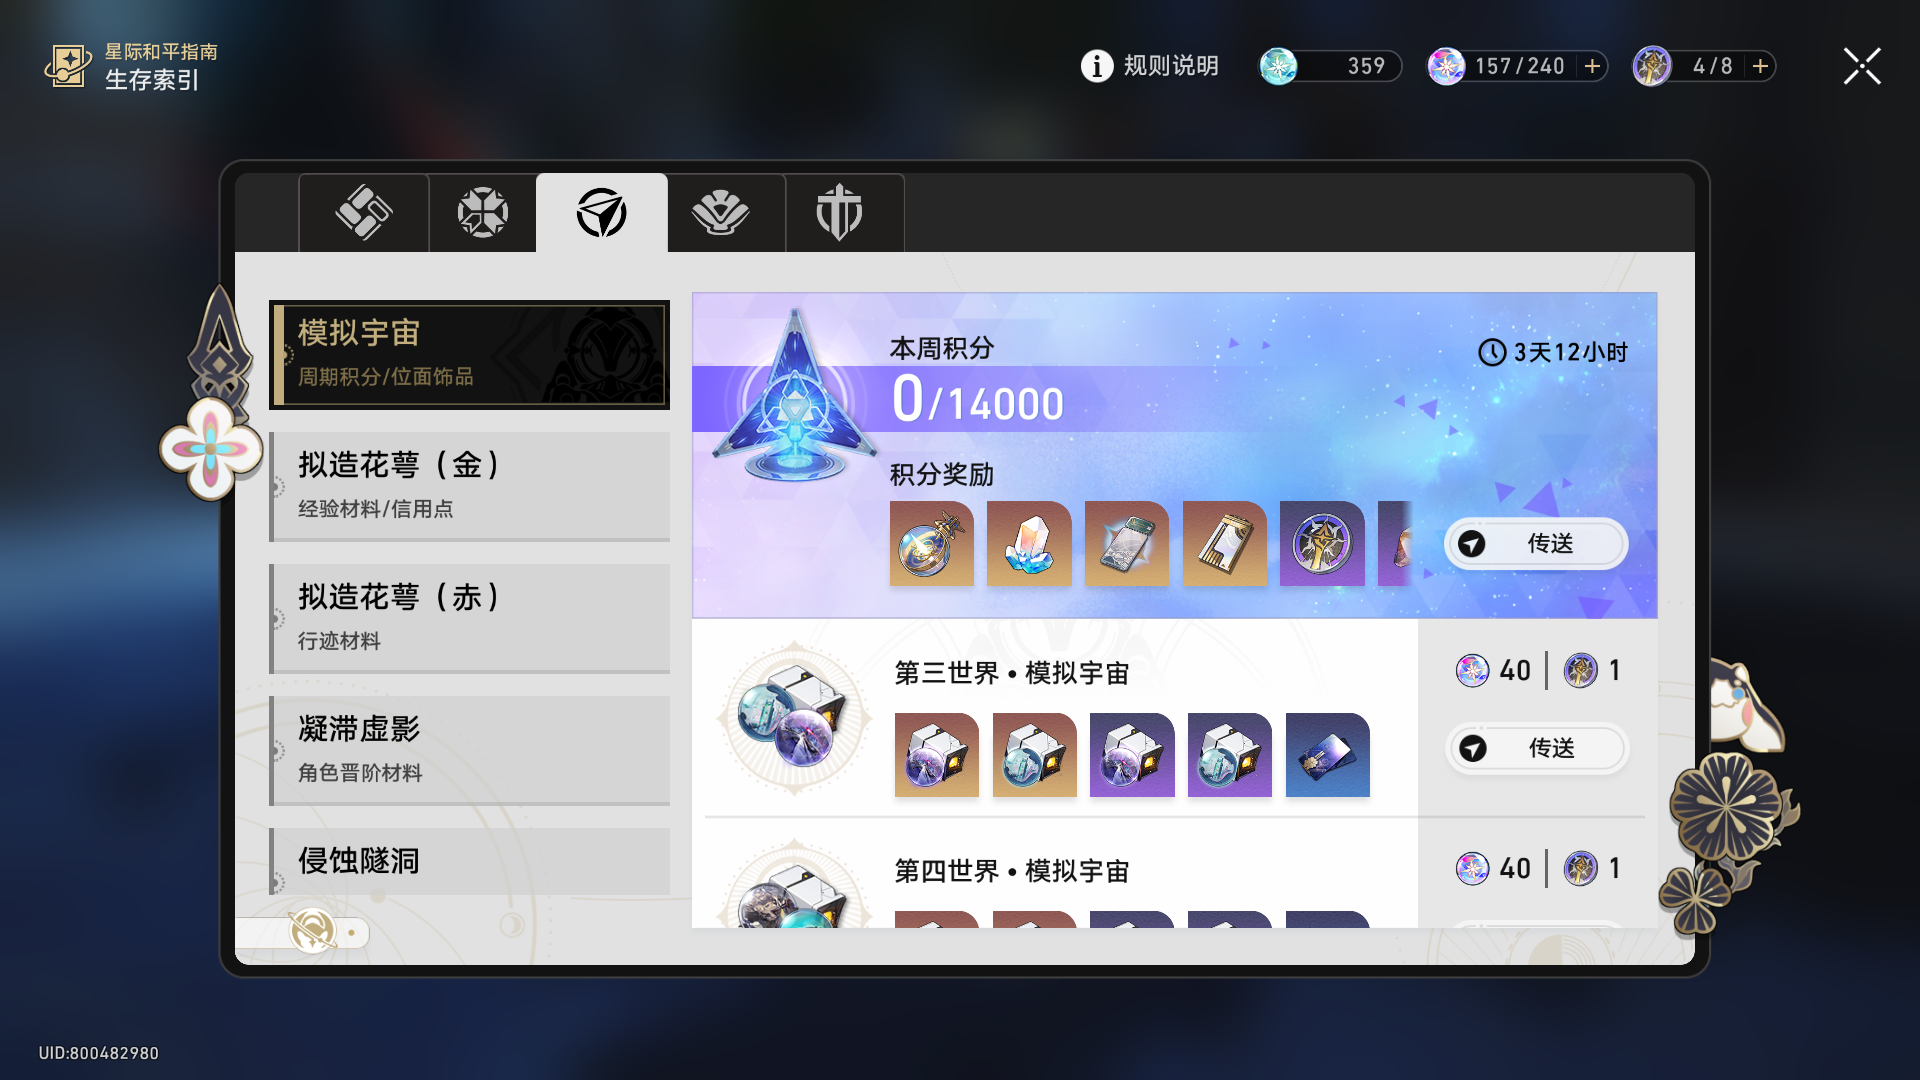 星际和平指南
生存索引
规则说明
359
157/240
4/8
模拟宇宙
周期积分/位面饰品
拟造花萼（金）
经验材料/信用点
拟造花萼（赤）
行迹材料
凝滞虚影
角色晋阶材料
侵蚀隧洞
本周积分
0/14000
3天12小时
积分奖励
传送
第三世界•模拟宇宙
40
1
传送
第四世界•模拟宇宙
40
1
UID:800482980